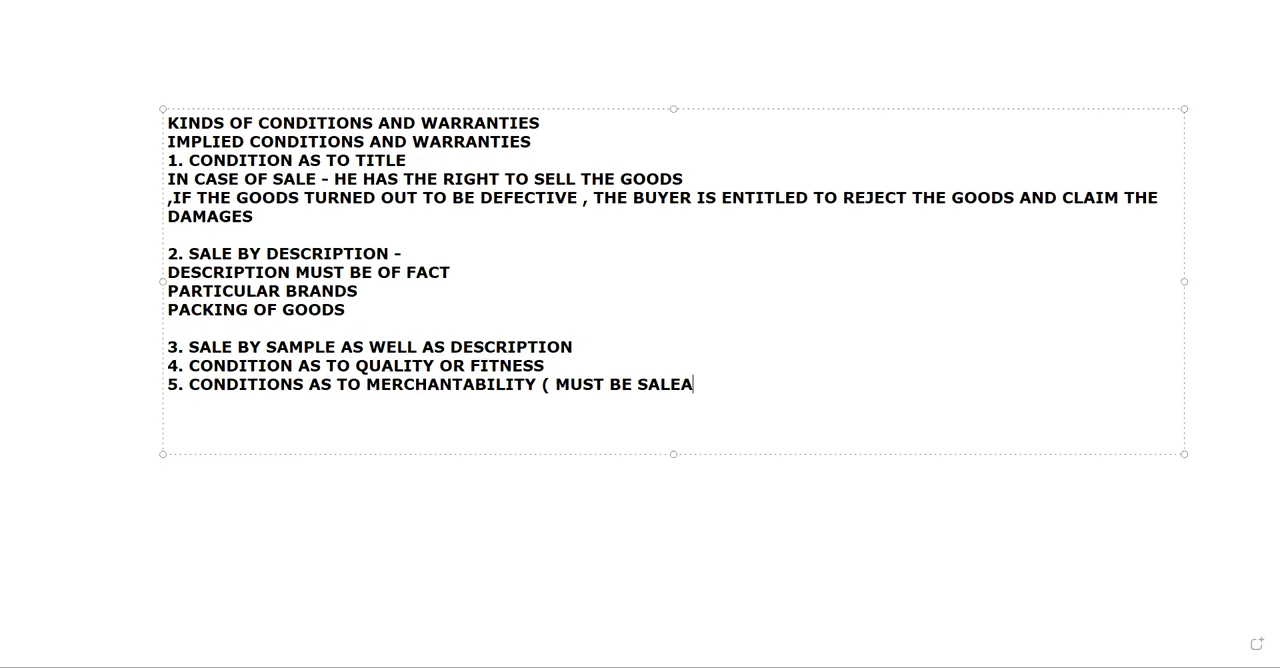 KINDS OF CONDITIONS AND WARRANTIES
IMPLIED CONDITIONS AND WARRANTIES
1. CONDITION AS TO TITLE
IN CASE OF SALE - HE HAS THE RIGHT TO SELL THE GOODS
,IF THE GOODS TURNED OUT TO BE DEFECTIVE , THE BUYER IS ENTITLED TO REJECT THE GOODS AND CLAIM THE
DAMAGES
2. SALE BY DESCRIPTION -
DESCRIPTION MUST BE OF FACT
PARTICULAR BRANDS
PACKING OF GOODS
3. SALE BY SAMPLE AS WELL AS DESCRIPTION
4. CONDITION AS TO QUALITY OR FITNESS
5. CONDITIONS AS TO MERCHANTABILITY ( MUST BE SALEA